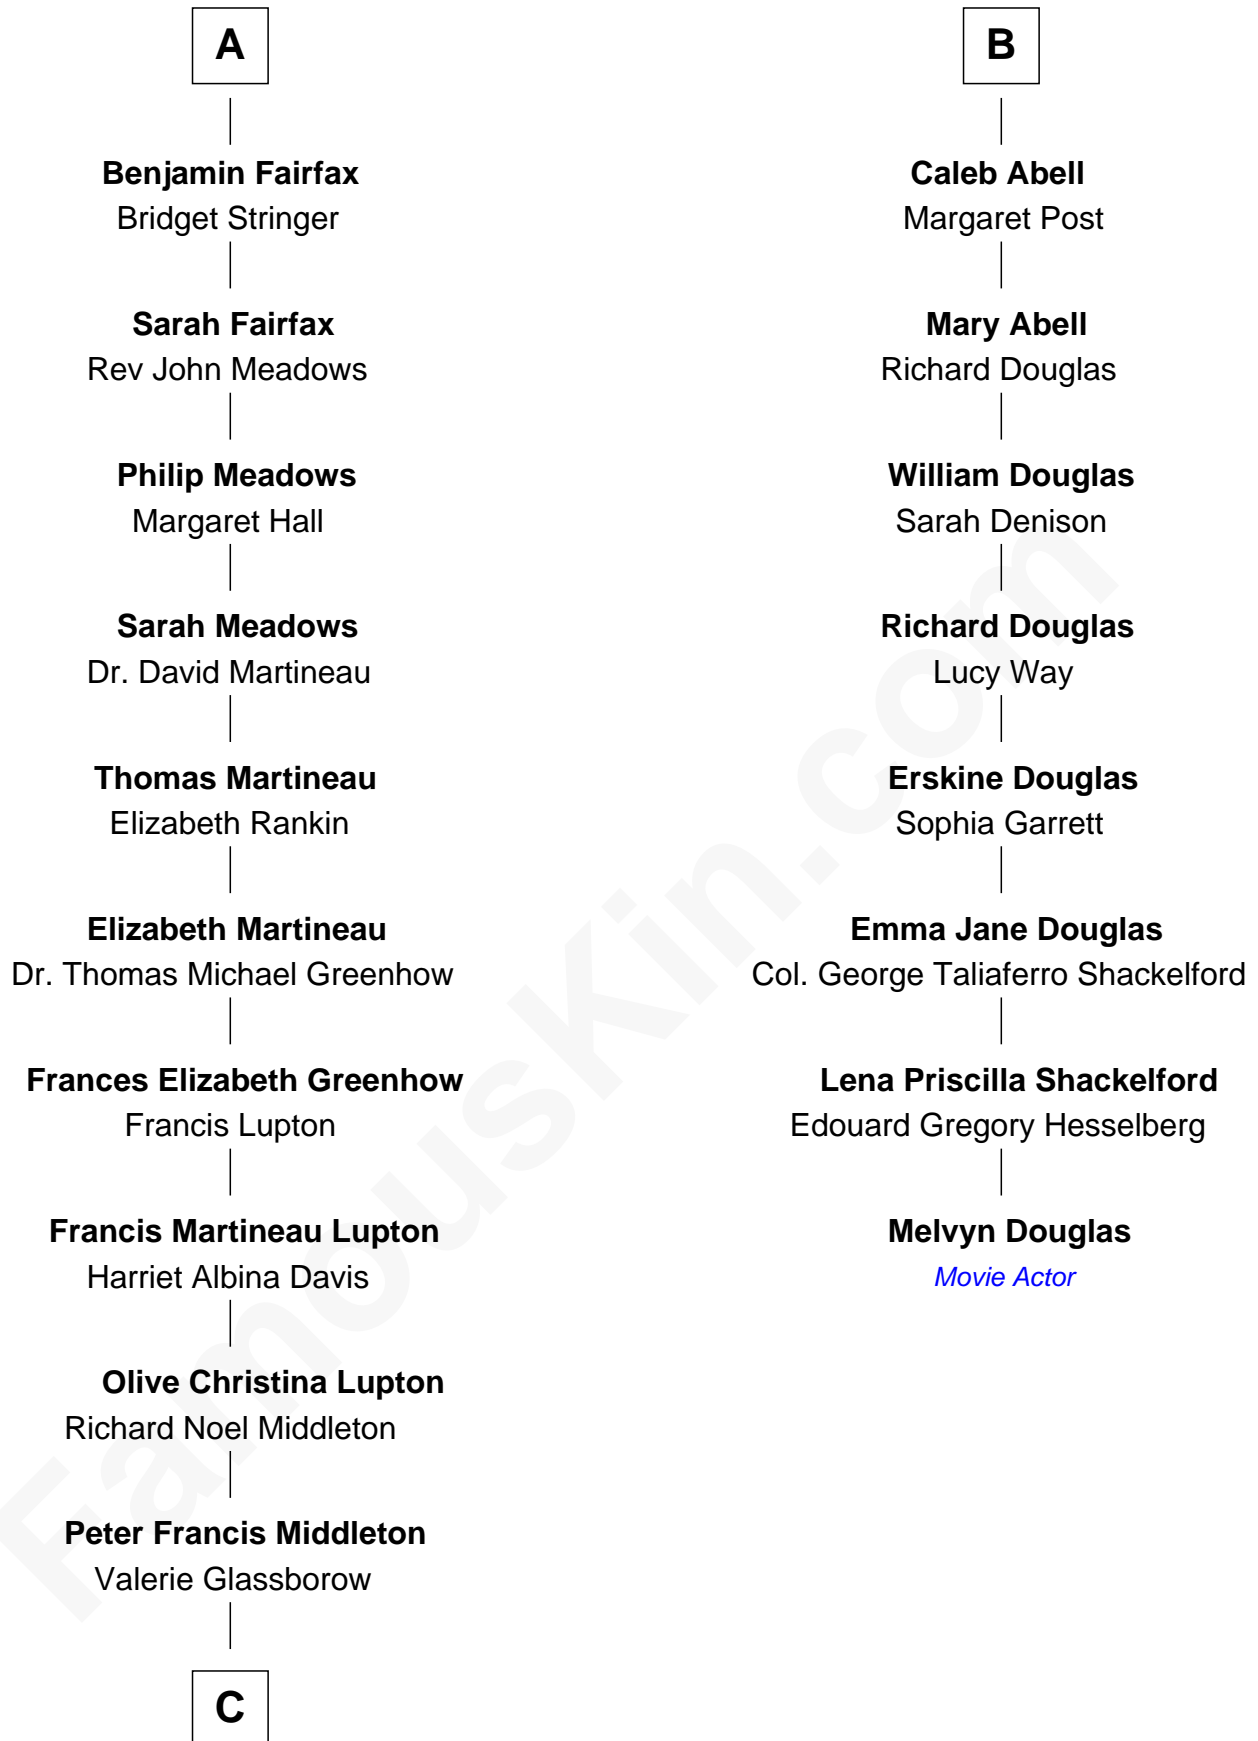 A
Benjamin Fairfax
Bridget Stringer
Sarah Fairfax
Rev John Meadows
Philip Meadows
Margaret Hall
Sarah Meadows
Dr. David Martineau
Thomas Martineau
Elizabeth Rankin
Elizabeth Martineau
Dr. Thomas Michael Greenhow
Frances Elizabeth Greenhow
Francis Lupton
Francis Martineau Lupton
Harriet Albina Davis
Olive Christina Lupton
Richard Noel Middleton
Peter Francis Middleton
Valerie Glassborow
C
B
Caleb Abell
Margaret Post
Mary Abell
Richard Douglas
William Douglas
Sarah Denison
Richard Douglas
Lucy Way
Erskine Douglas
Sophia Garrett
Emma Jane Douglas
Col. George Taliaferro Shackelford
Lena Priscilla Shackelford
Edouard Gregory Hesselberg
Melvyn Douglas
Movie Actor
FamousKin.com